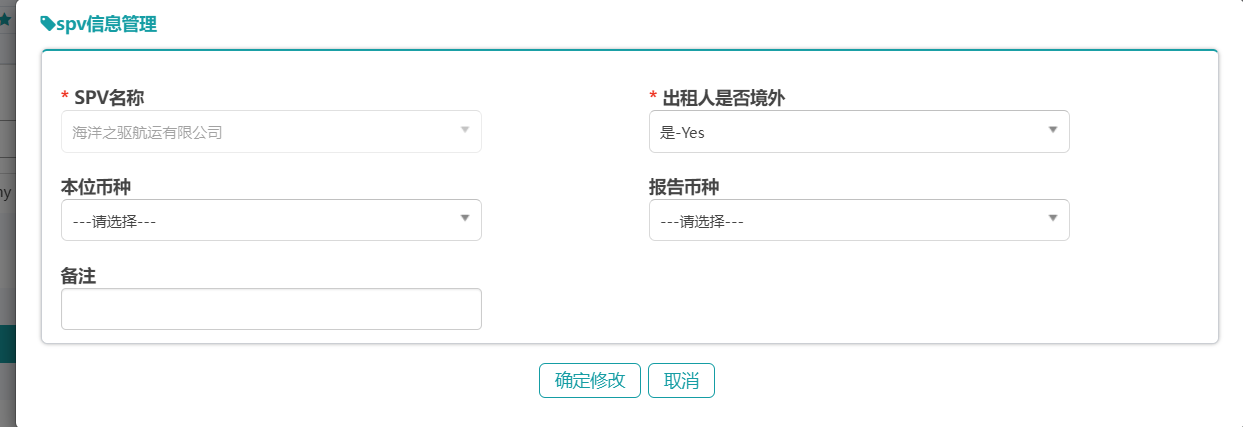 spv信息管理
* SPV名称
* 出租人是否境外
海洋之驱航运有限公司
是-Yes
本位币种
报告币种
---请选择---
---请选择---
备注
确定修改
取消